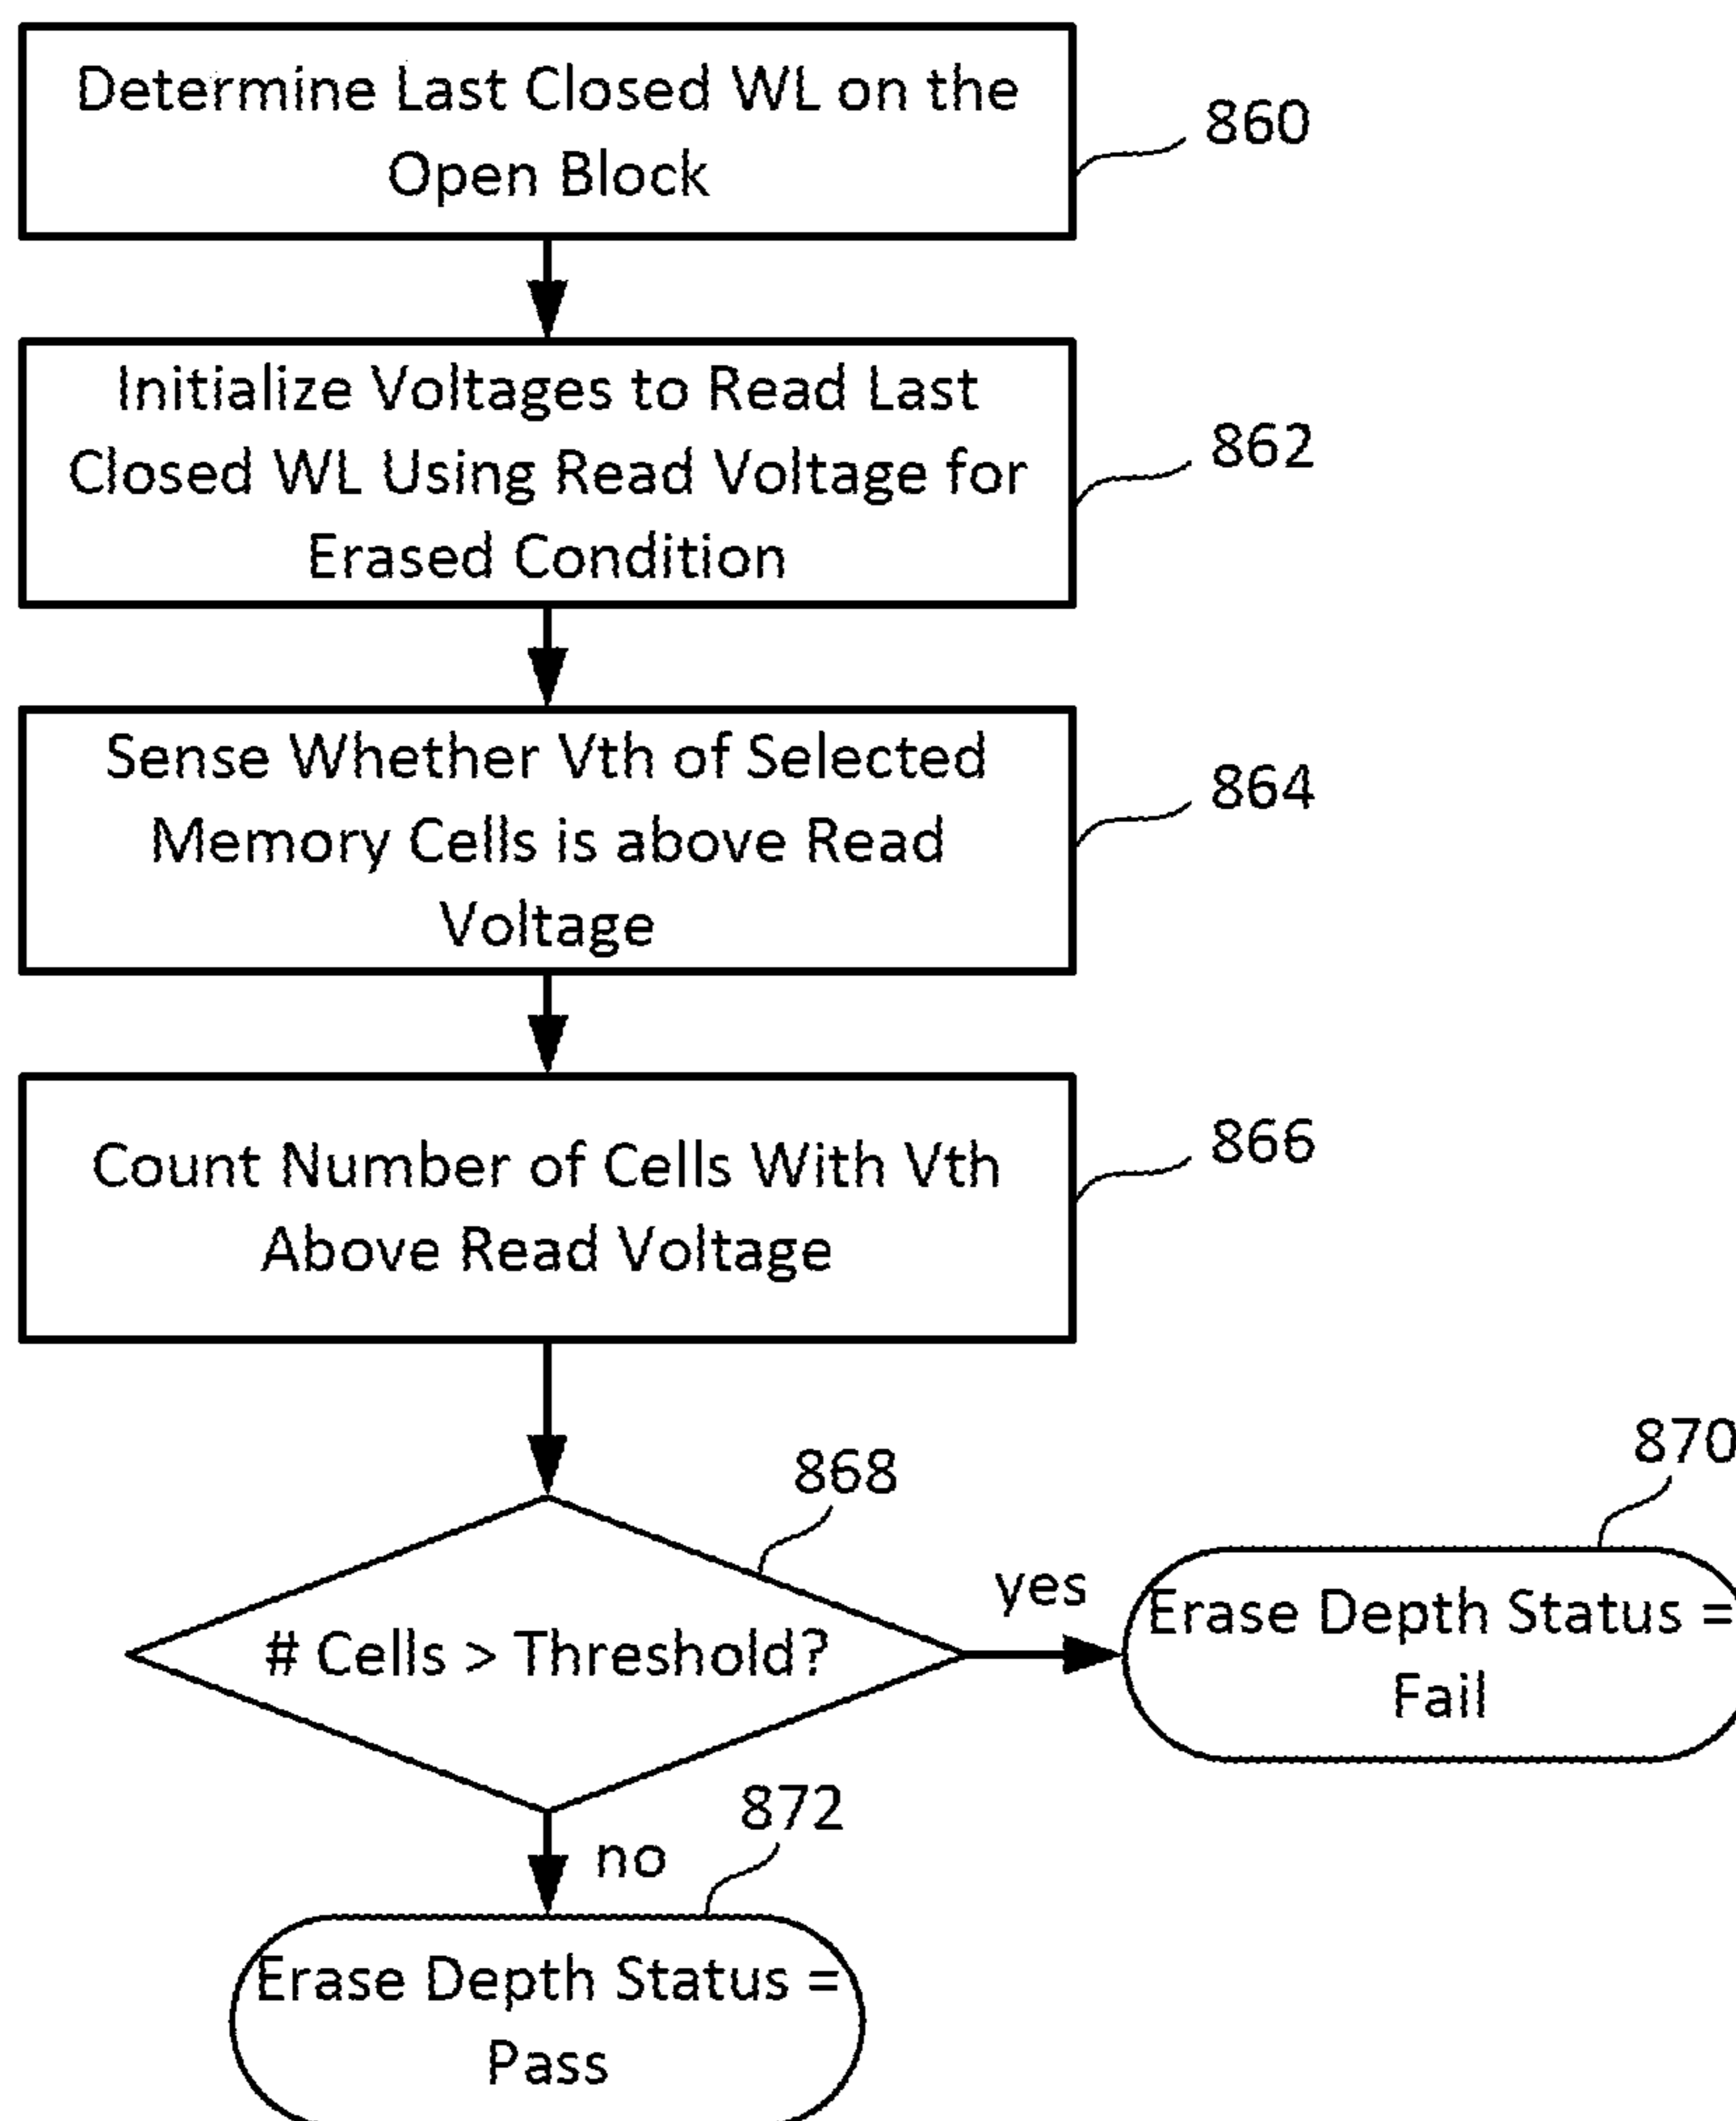 Determine Last Closed WL on the
Open Block
860
Initialize Voltages to Read Last
Closed WL Using Read Voltage for
Erased Condition
862
Sense Whether Vth of Selected
Memory Cells is above Read
Voltage
864
Count Number of Cells With Vth
Above Read Voltage
866
868
# Cells > Threshold?
yes
870
Erase Depth Status =
Fail
no
872
Erase Depth Status =
Pass